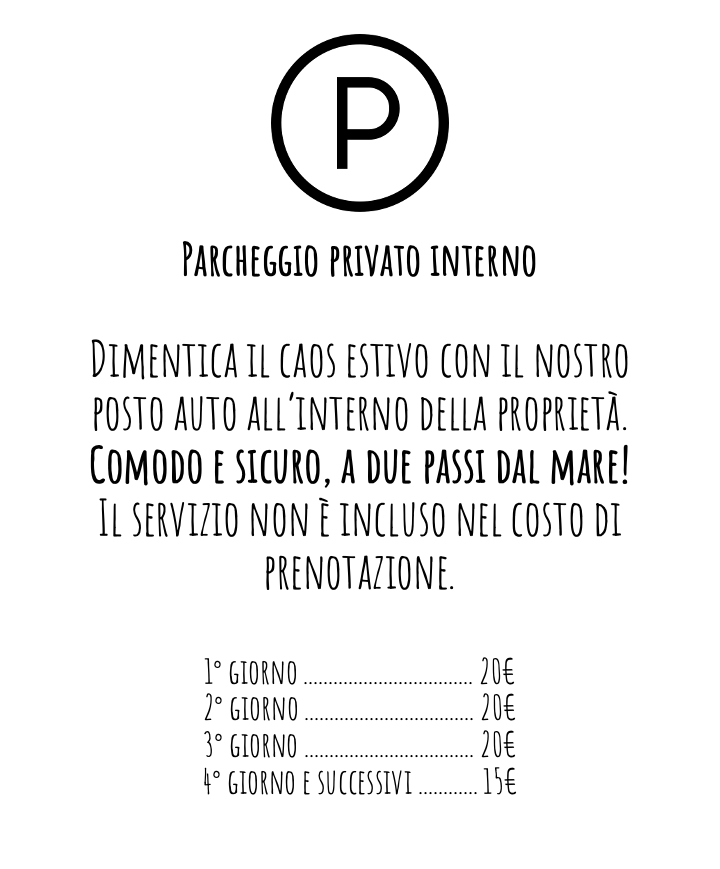 P
Parcheggio privato interno
Dimentica il caos estivo con il nostro
posto auto all'interno della proprietà.
Comodo e sicuro, a due passi dal mare!
Il servizio non è incluso nel costo di
prenotazione.
1° giorno .................................. 20€
2° giorno .................................. 20€
3° giorno .................................. 20€
4° giorno e successivi ............ 15€